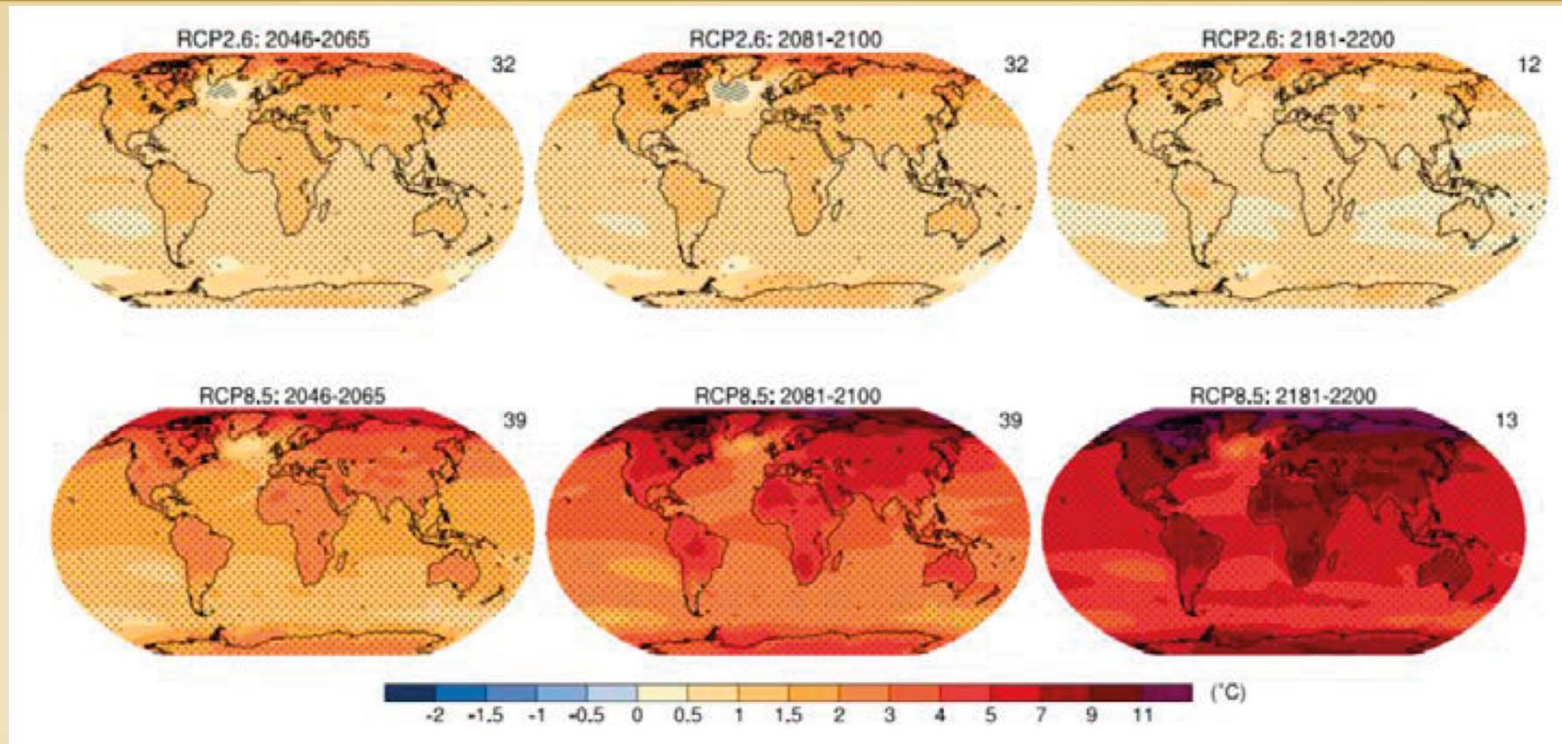 RCP2.6: 2046-2065
32
RCP2.6: 2081-2100
32
RCP2.6: 2181-2200
12
RCP8.5: 2046-2065
39
RCP8.5: 2081-2100
39
RCP8.5: 2181-2200
13
-2 -1.5 -1 -0.5 0 0.5 1 1.5 2 3 4 5 7 9 11 (°C)